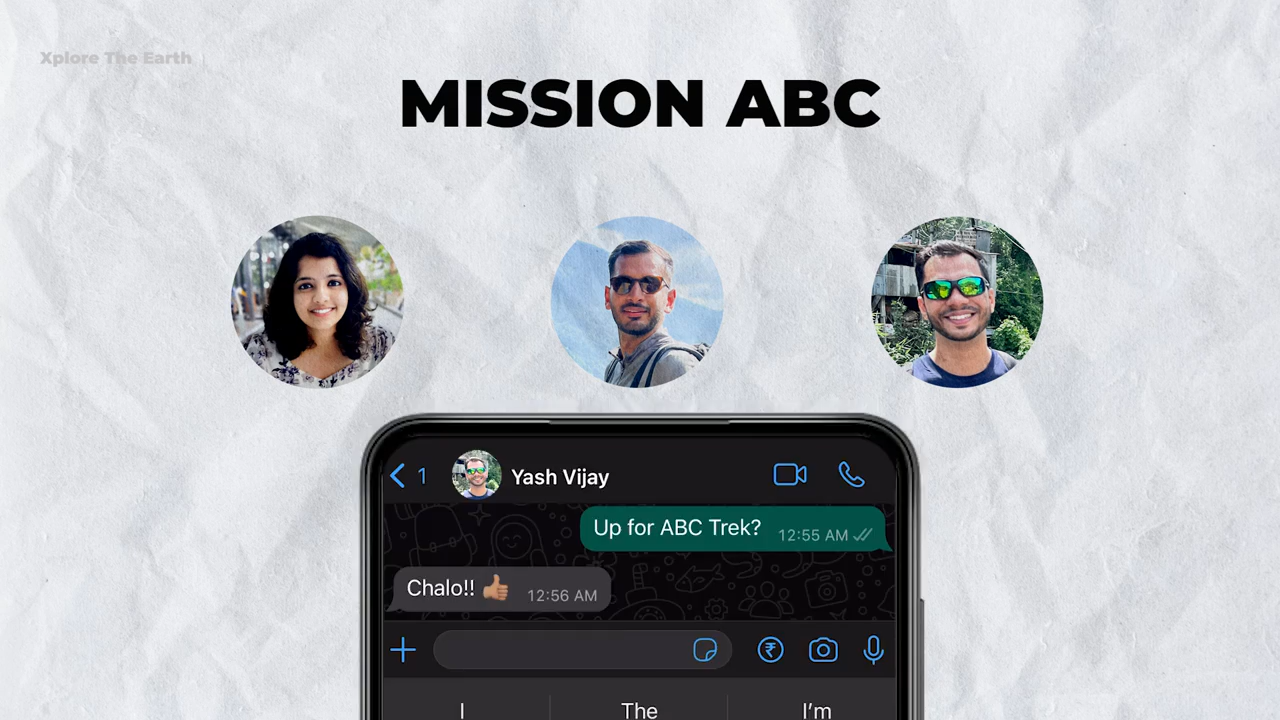 Xplore The Earth
MISSION ABC
1 Yash Vijay
Up for ABC Trek? 12:55 AM
Chalo!! 12:56 AM
₹
I The I’m